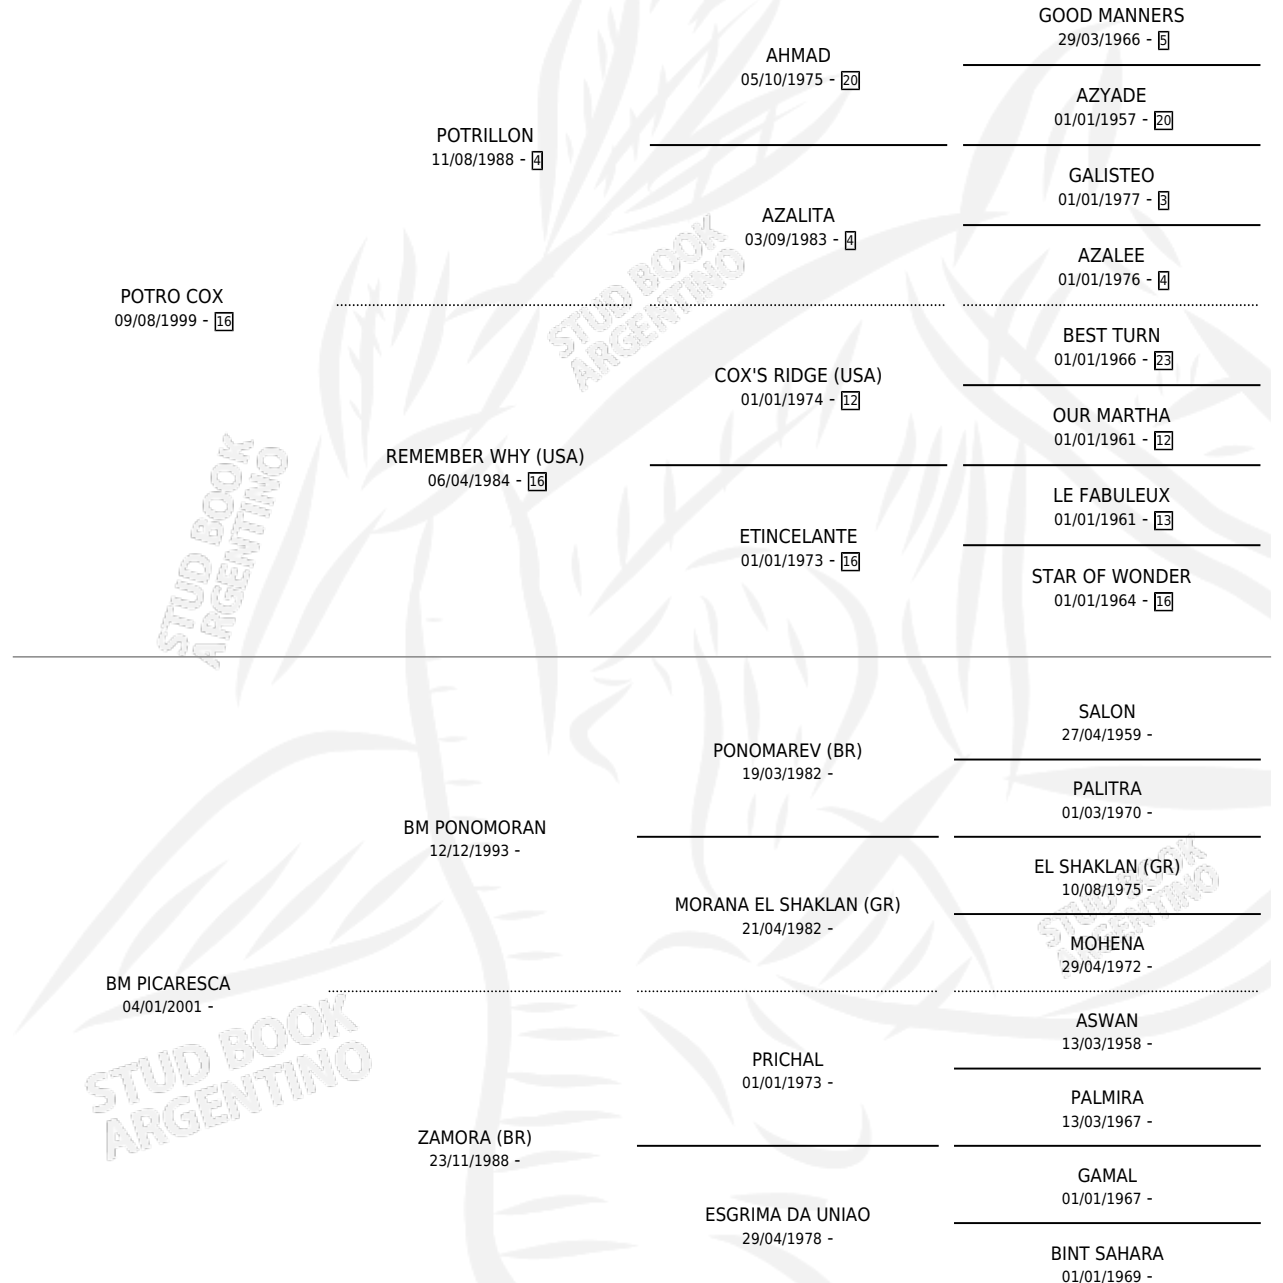 GOOD MANNERS
29/03/1966 - 5
AHMAD
05/10/1975 - 20
AZYADE
01/01/1957 - 20
POTRILLON
11/08/1988 - 4
GALISTEO
01/01/1977 - 3
AZALITA
03/09/1983 - 4
AZALEE
01/01/1976 - 4
POTRO COX
09/08/1999 - 16
BEST TURN
01/01/1966 - 23
COX'S RIDGE (USA)
01/01/1974 - 12
OUR MARTHA
01/01/1961 - 12
REMEMBER WHY (USA)
06/04/1984 - 16
LE FABULEUX
01/01/1961 - 13
ETINCELANTE
01/01/1973 - 16
STAR OF WONDER
01/01/1964 - 16
STUD BOOK
ARGENTINO
STUD BOOK
ARGENTINO
SALON
27/04/1959 -
PONOMAREV (BR)
19/03/1982 -
PALITRA
01/03/1970 -
BM PONOMORAN
12/12/1993 -
EL SHAKLAN (GR)
10/08/1975 -
MORANA EL SHAKLAN (GR)
21/04/1982 -
MOHENA
29/04/1972 -
STUD BOOK
ARGENTINO
BM PICARESCA
04/01/2001 -
ASWAN
13/03/1958 -
PRICHAL
01/01/1973 -
PALMIRA
13/03/1967 -
ZAMORA (BR)
23/11/1988 -
GAMAL
01/01/1967 -
ESGRIMA DA UNIAO
29/04/1978 -
BINT SAHARA
01/01/1969 -
STUD BOOK
ARGENTINO